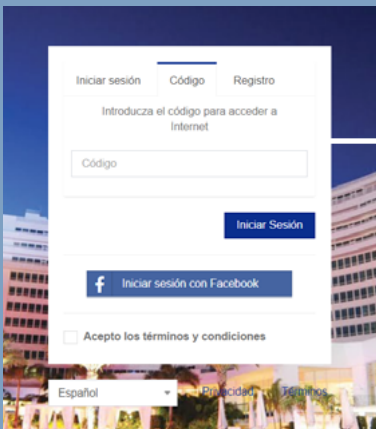 Iniciar sesión Código Registro
Introduzca el código para acceder a
Internet
Código
Iniciar Sesión
f Iniciar sesión con Facebook
Acepto los términos y condiciones
Español Privacidad Términos